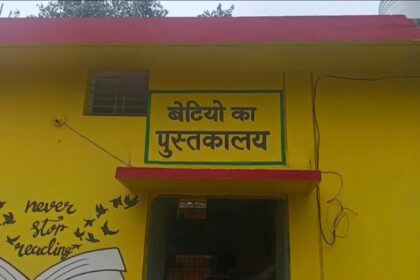 बेटियो का
पुस्तकालय
never
stop
reading